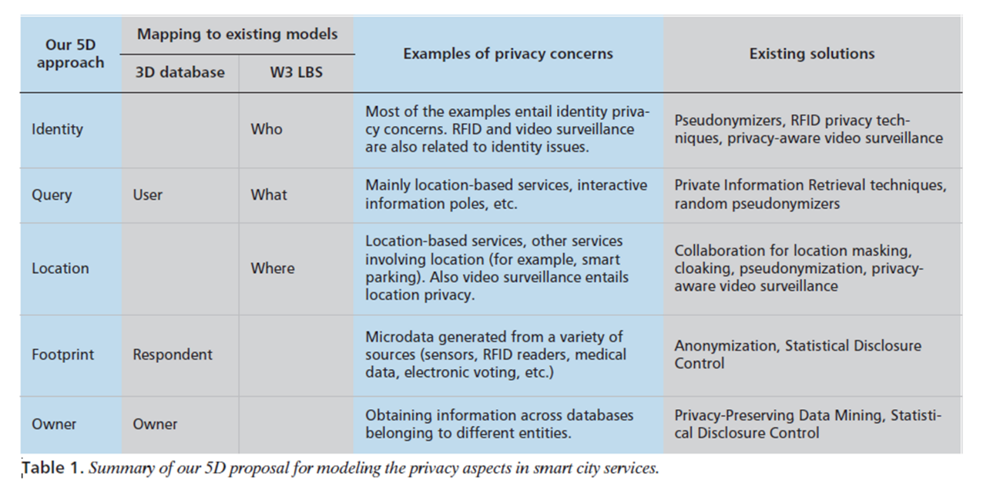 Our 5D
approach
Mapping to existing models
3D database
W3 LBS
Examples of privacy concerns
Existing solutions
Identity
Who
Most of the examples entail identity priva-
cy concerns. RFID and video surveillance
are also related to identity issues.
Pseudonymizers, RFID privacy tech-
niques, privacy-aware video surveillance
Query
User
What
Mainly location-based services, interactive
information poles, etc.
Private Information Retrieval techniques,
random pseudonymizers
Location
Where
Location-based services, other services
involving location (for example, smart
parking). Also video surveillance entails
location privacy.
Collaboration for location masking,
cloaking, pseudonymization, privacy-
aware video surveillance
Footprint
Respondent
Microdata generated from a variety of
sources (sensors, RFID readers, medical
data, electronic voting, etc.)
Anonymization, Statistical Disclosure
Control
Owner
Owner
Obtaining information across databases
belonging to different entities.
Privacy-Preserving Data Mining, Statisti-
cal Disclosure Control
Table 1. Summary of our 5D proposal for modeling the privacy aspects in smart city services.